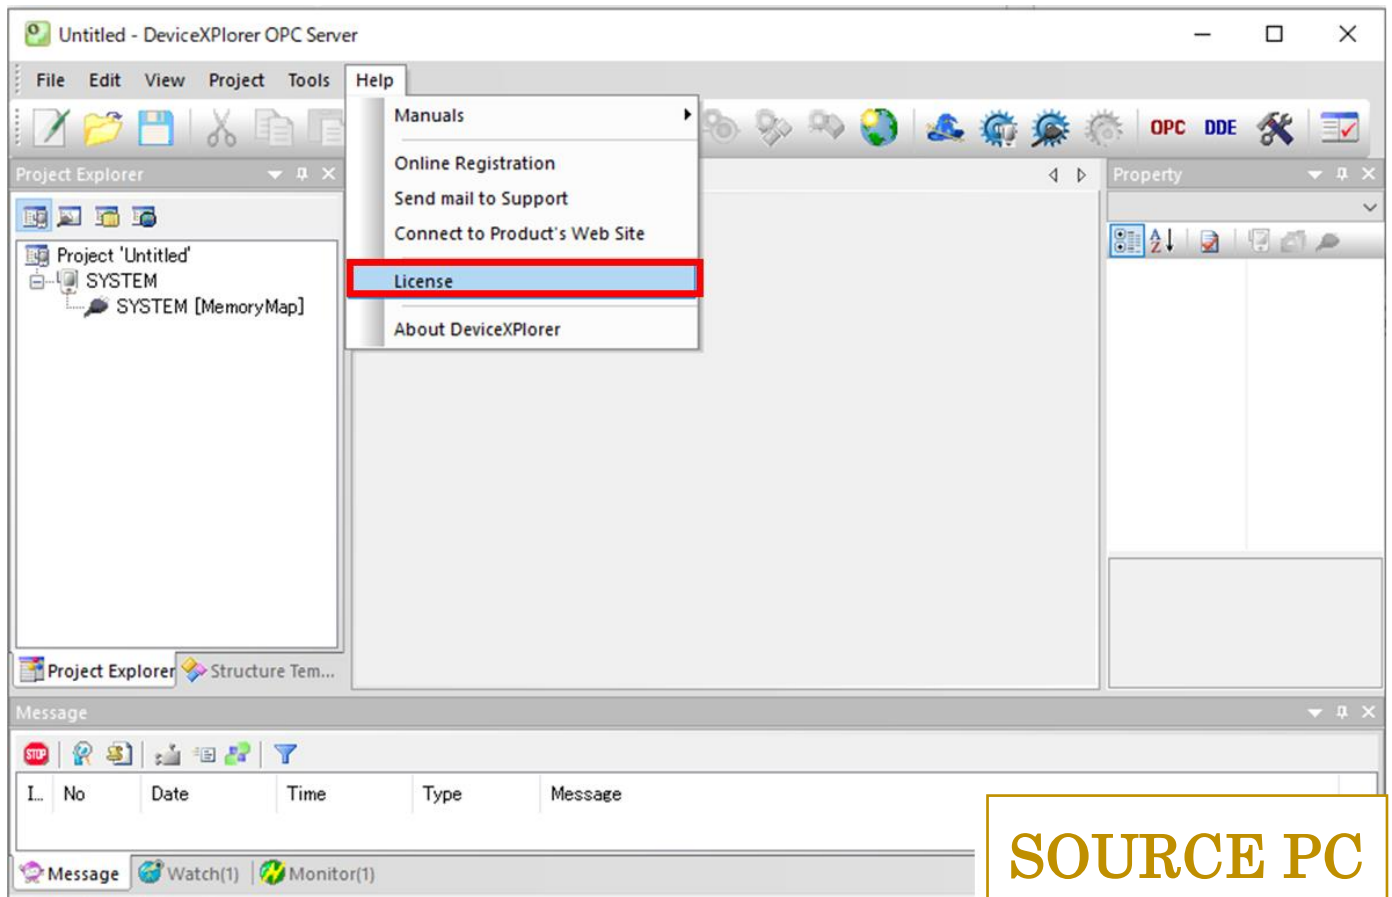 Untitled - DeviceXPlorer OPC Server
File Edit View Project Tools Help
Manuals
Online Registration
Send mail to Support
Connect to Product's Web Site
License
About DeviceXPlorer
OPC DDE
Project Explorer
Project 'Untitled'
SYSTEM
SYSTEM [MemoryMap]
Project Explorer Structure Tem...
Property
Message
STOP
I... No Date Time Type Message
Message Watch(1) Monitor(1)
SOURCE PC